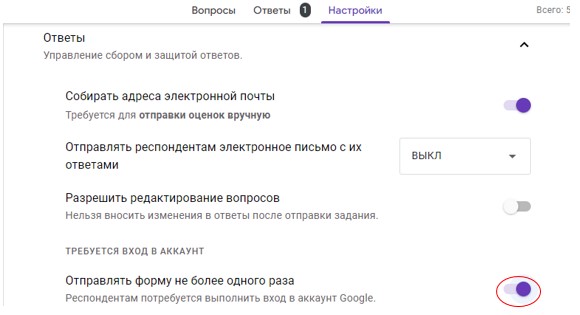 Вопросы Ответы 1 Настройки Всего: 5
Ответы
Управление сбором и защитой ответов.
Собирать адреса электронной почты
Требуется для отправки оценок вручную
Отправлять респондентам электронное письмо с их
ответами
ВЫКЛ
Разрешить редактирование вопросов
Нельзя вносить изменения в ответы после отправки задания.
ТРЕБУЕТСЯ ВХОД В АККАУНТ
Отправлять форму не более одного раза
Респондентам потребуется выполнить вход в аккаунт Google.